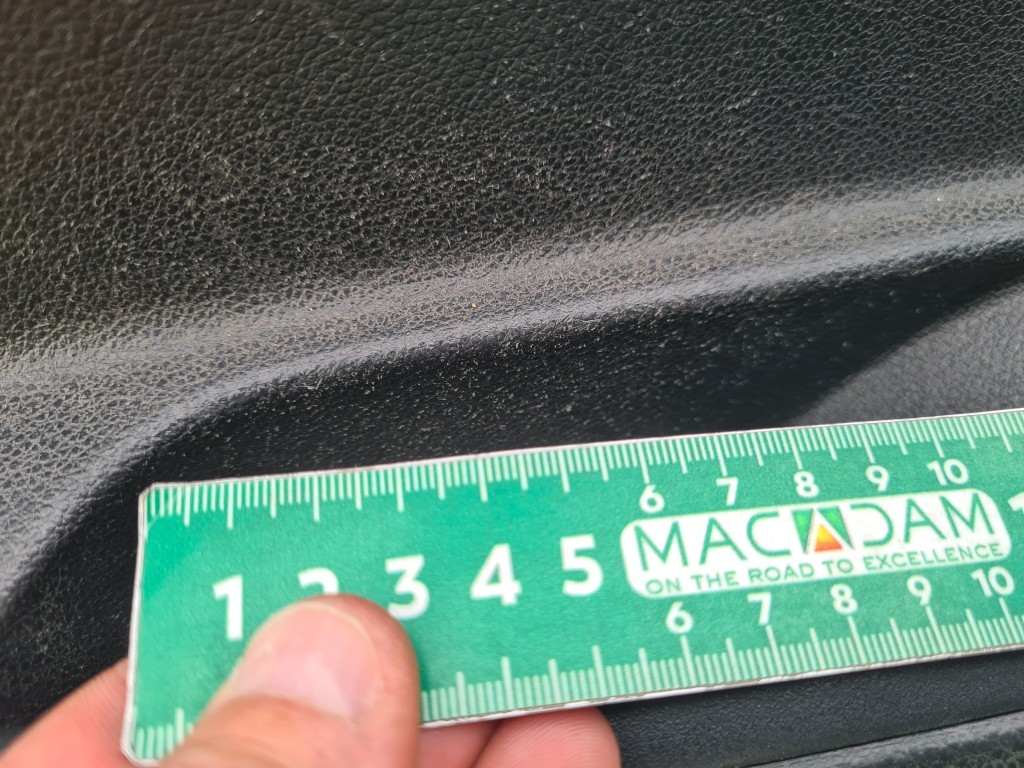 6 7 8 9 10
1 2 3 4 5
MACADAM
ON THE ROAD TO EXCELLENCE
6 7 8 9 10